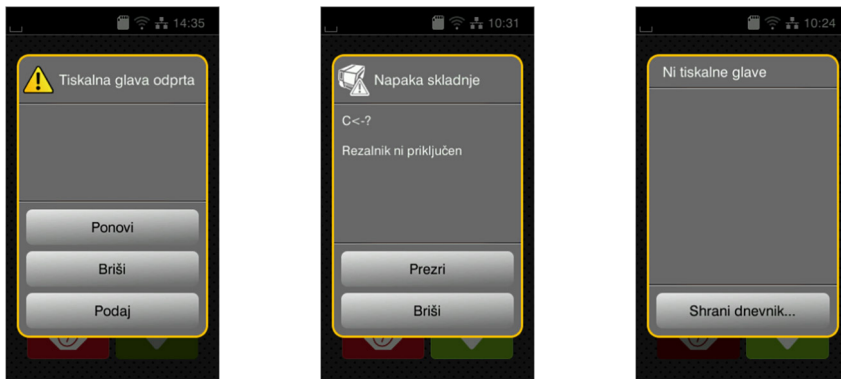 14:35
Tiskalna glava odprta
Ponovi
Briši
Podaj
10:31
Napaka skladnje
C<-?
Rezalnik ni priključen
Prezri
Briši
10:24
Ni tiskalne glave
Shrani dnevnik...